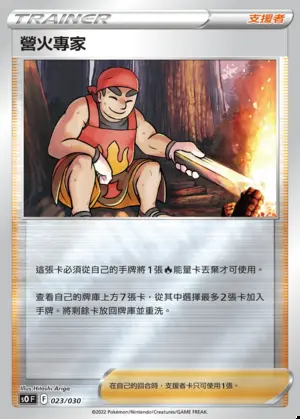 TRAINER
支援者
營火專家
這張卡必須從自己的手牌將1張能量卡丟棄才可使用。
查看自己的牌庫上方7張卡，從其中選擇最多2張卡加入
手牌。將剩餘卡放回牌庫並重洗。
Illus. Hitoshi Ariga
sO F F 023/030
在自己的回合時，支援者卡只可使用1張。
©2022 Pokémon/Nintendo/Creatures/GAME FREAK.